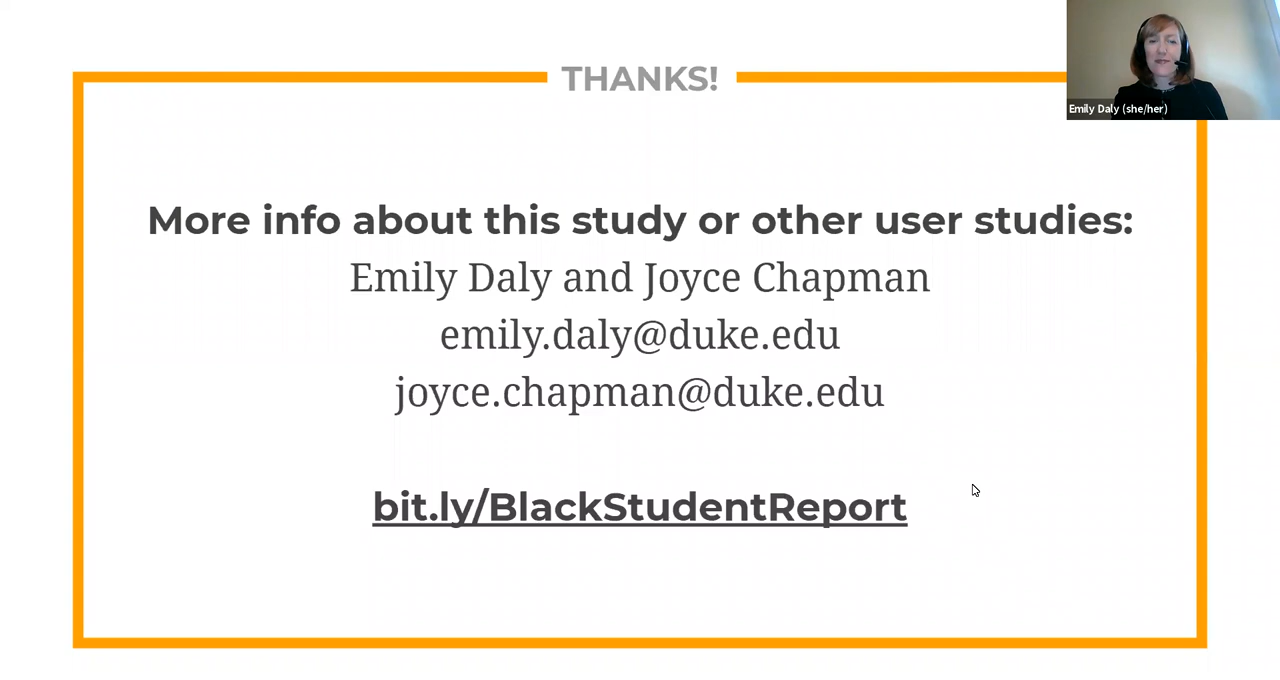 THANKS!
Emily Daly (she/her)
More info about this study or other user studies:
Emily Daly and Joyce Chapman
emily.daly@duke.edu
joyce.chapman@duke.edu
bit.ly/BlackStudentReport